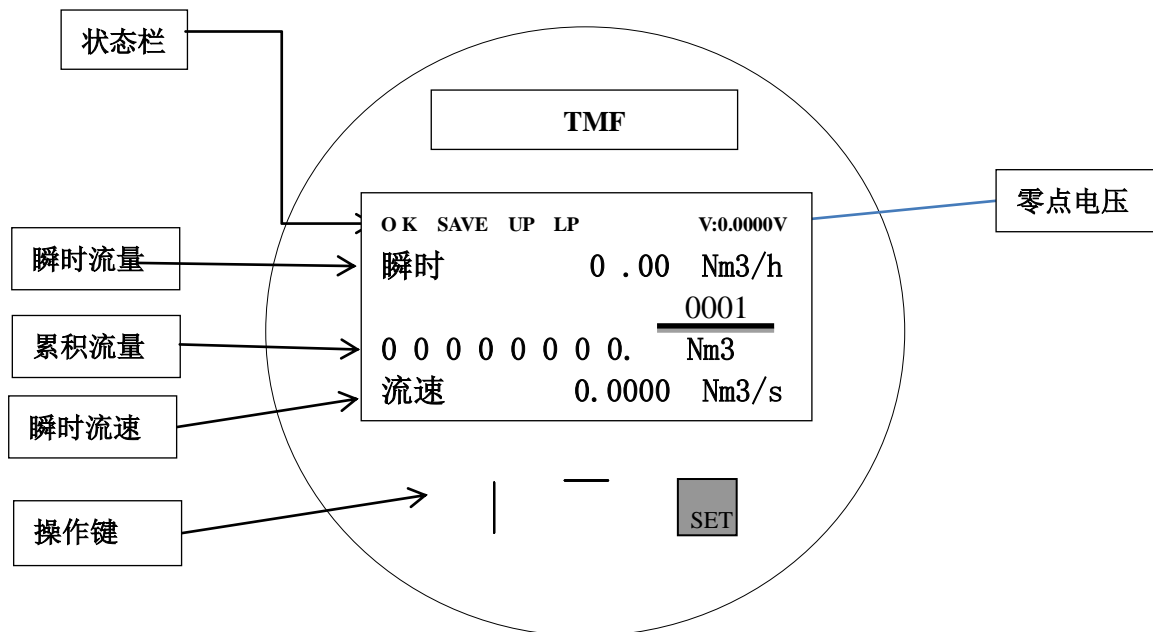 状态栏
TMF
零点电压
O K SAVE UP LP V:0.0000V
瞬时流量
瞬时 0 .00 Nm3/h
0001
累积流量
0 0 0 0 0 0 0 0. Nm3
流速 0.0000 Nm3/s
瞬时流速
操作键
SET